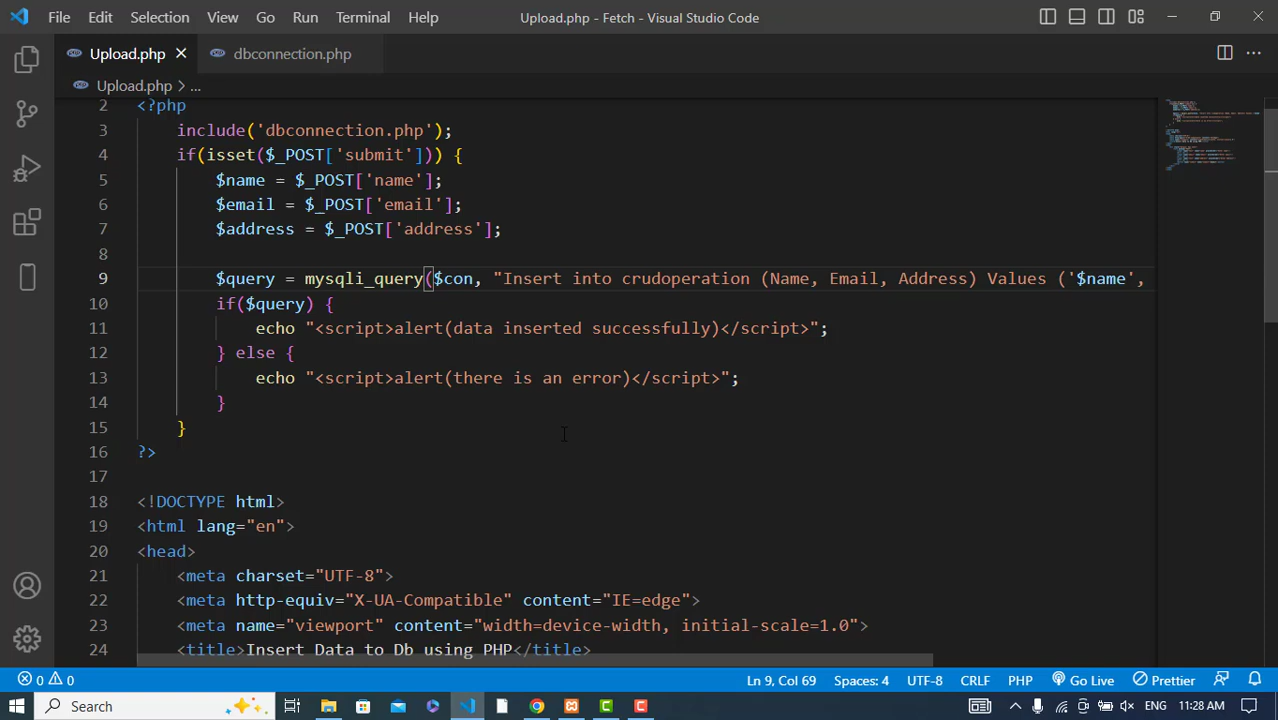 File Edit Selection View Go Run Terminal Help Upload.php - Fetch - Visual Studio Code
Upload.php dbconnection.php
Upload.php > ...
2 <?php
3 include('dbconnection.php');
4 if(isset($_POST['submit'])) {
5 $name = $_POST['name'];
6 $email = $_POST['email'];
7 $address = $_POST['address'];
8
9 $query = mysqli_query($con, "Insert into crudoperation (Name, Email, Address) Values ('$name',
10 if($query) {
11 echo "<script>alert(data inserted successfully)</script>";
12 } else {
13 echo "<script>alert(there is an error)</script>";
14 }
15 }
16 ?>
17
18 <!DOCTYPE html>
19 <html lang="en">
20 <head>
21 <meta charset="UTF-8">
22 <meta http-equiv="X-UA-Compatible" content="IE=edge">
23 <meta name="viewport" content="width=device-width, initial-scale=1.0">
24 <title>Insert Data to Db using PHP</title>
0 0 Ln 9, Col 69 Spaces: 4 UTF-8 CRLF PHP Go Live Prettier
Search ENG 11:28 AM